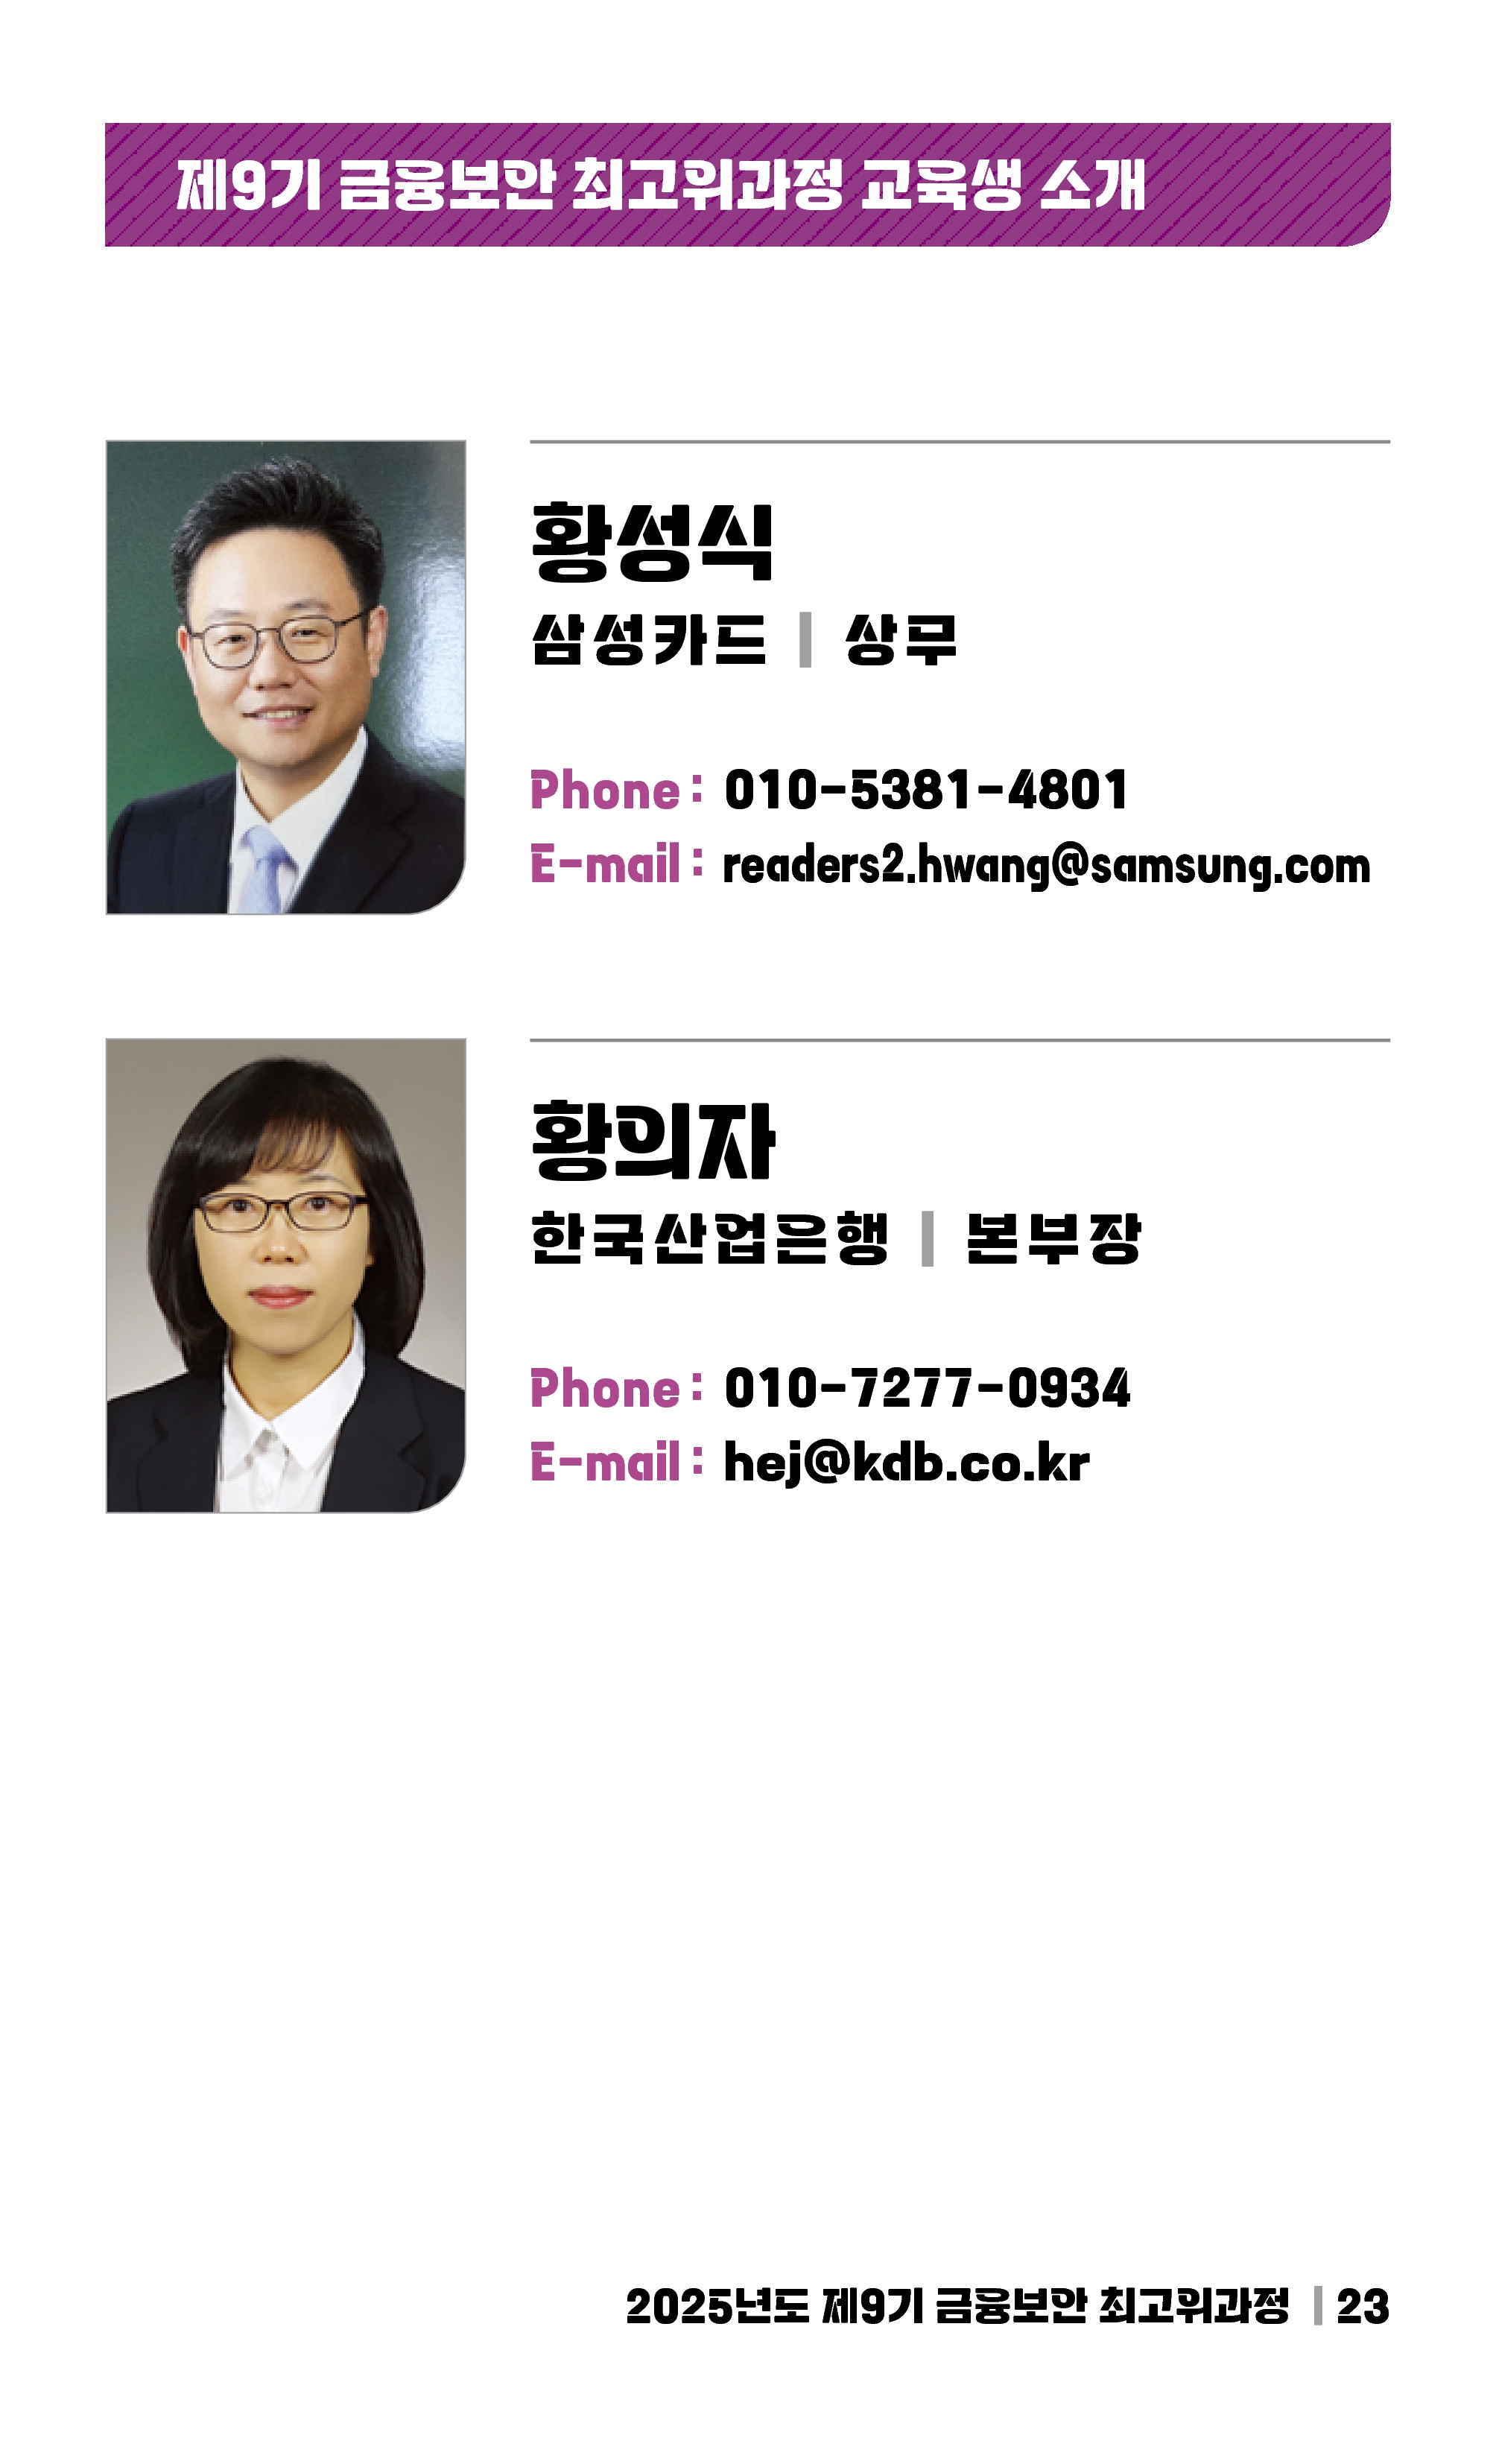 제9기 금융보안 최고위과정 교육생 소개
황성식
삼성카드 | 상무
Phone : 010-5381-4801
E-mail : readers2.hwang@samsung.com
황의자
한국산업은행 | 본부장
Phone : 010-7277-0934
E-mail : hej@kdb.co.kr
2025년도 제9기 금융보안 최고위과정 | 23